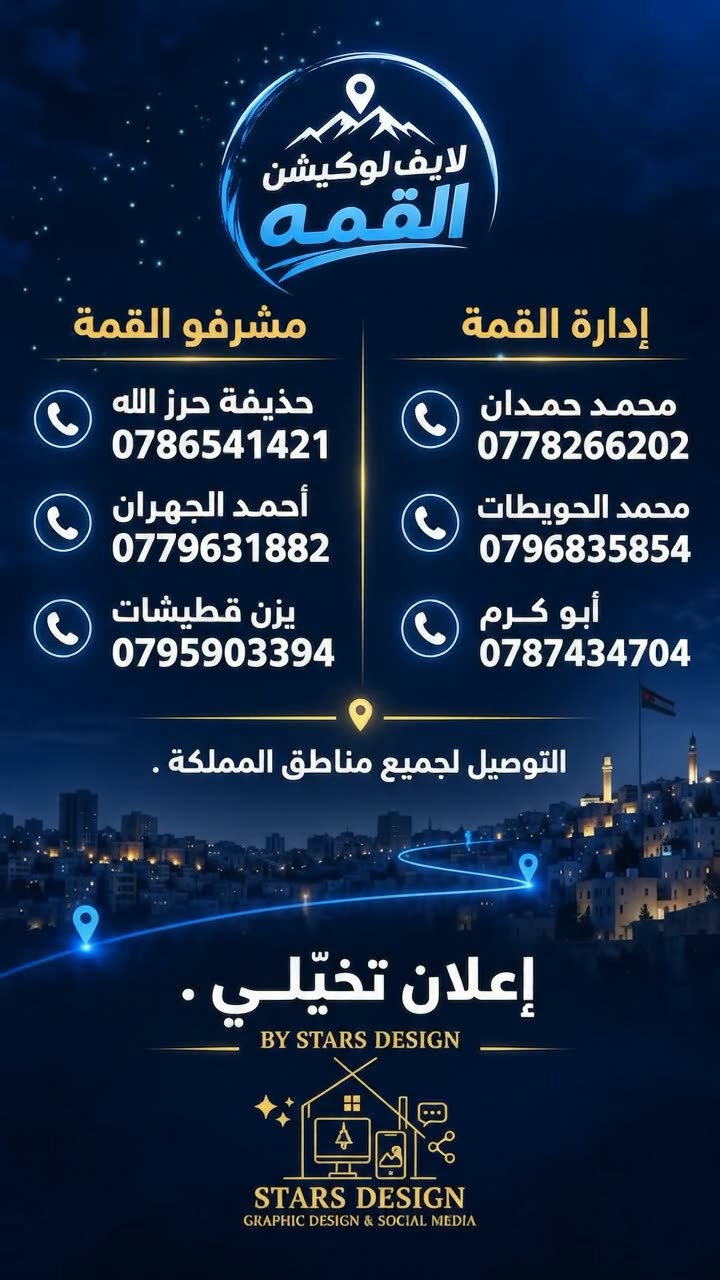 لايف لوكيشن
القمه
إدارة القمة
محمد حمدان
0778266202
محمد الحويطات
0796835854
أبو كرم
0787434704
مشرفو القمة
حذيفة حرز الله
0786541421
أحمد الجهران
0779631882
يزن قطيشات
0795903394
التوصيل لجميع مناطق المملكة .
إعلان تخيّلي .
BY STARS DESIGN
STARS DESIGN
GRAPHIC DESIGN & SOCIAL MEDIA